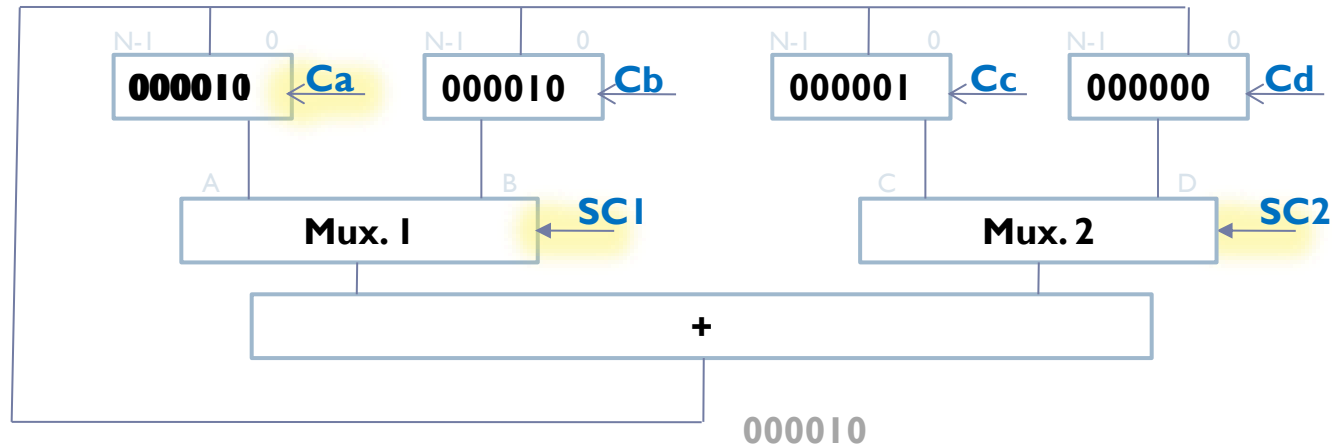 N-1 0 N-1 0 N-1 0 N-1 0
000010 Ca 000010 Cb 000001 Cc 000000 Cd
A B C D
Mux. 1 SC1 Mux. 2 SC2
+
000010